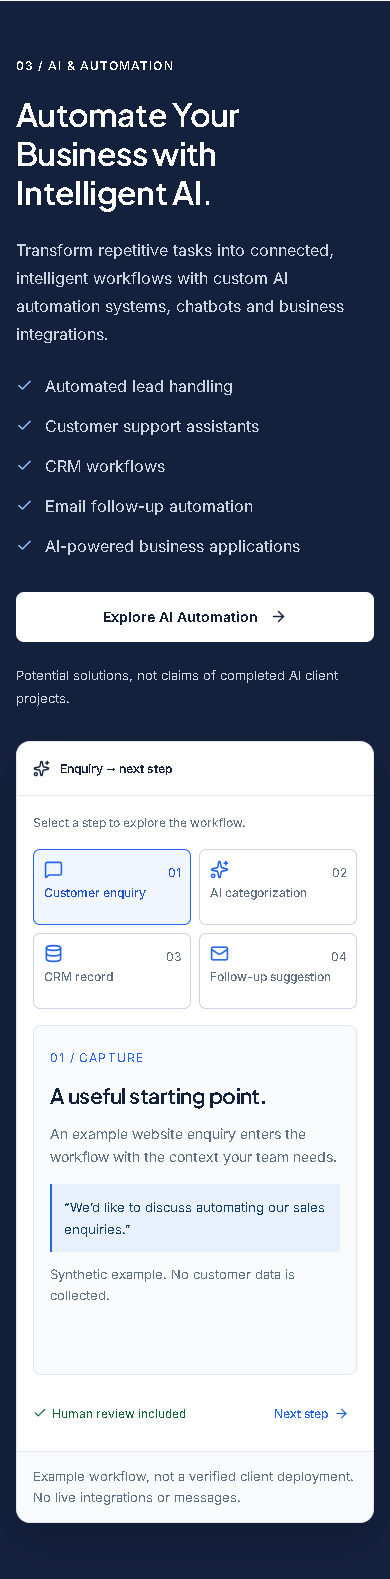 03 / AI & AUTOMATION
Automate Your
Business with
Intelligent AI.
Transform repetitive tasks into connected,
intelligent workflows with custom AI
automation systems, chatbots and business
integrations.
Automated lead handling
Customer support assistants
CRM workflows
Email follow-up automation
AI-powered business applications
Explore AI Automation →
Potential solutions, not claims of completed AI client
projects.
Enquiry → next step
Select a step to explore the workflow.
01
Customer enquiry
02
AI categorization
03
CRM record
04
Follow-up suggestion
01 / CAPTURE
A useful starting point.
An example website enquiry enters the
workflow with the context your team needs.
“We’d like to discuss automating our sales
enquiries.”
Synthetic example. No customer data is
collected.
Human review included
Next step →
Example workflow, not a verified client deployment.
No live integrations or messages.